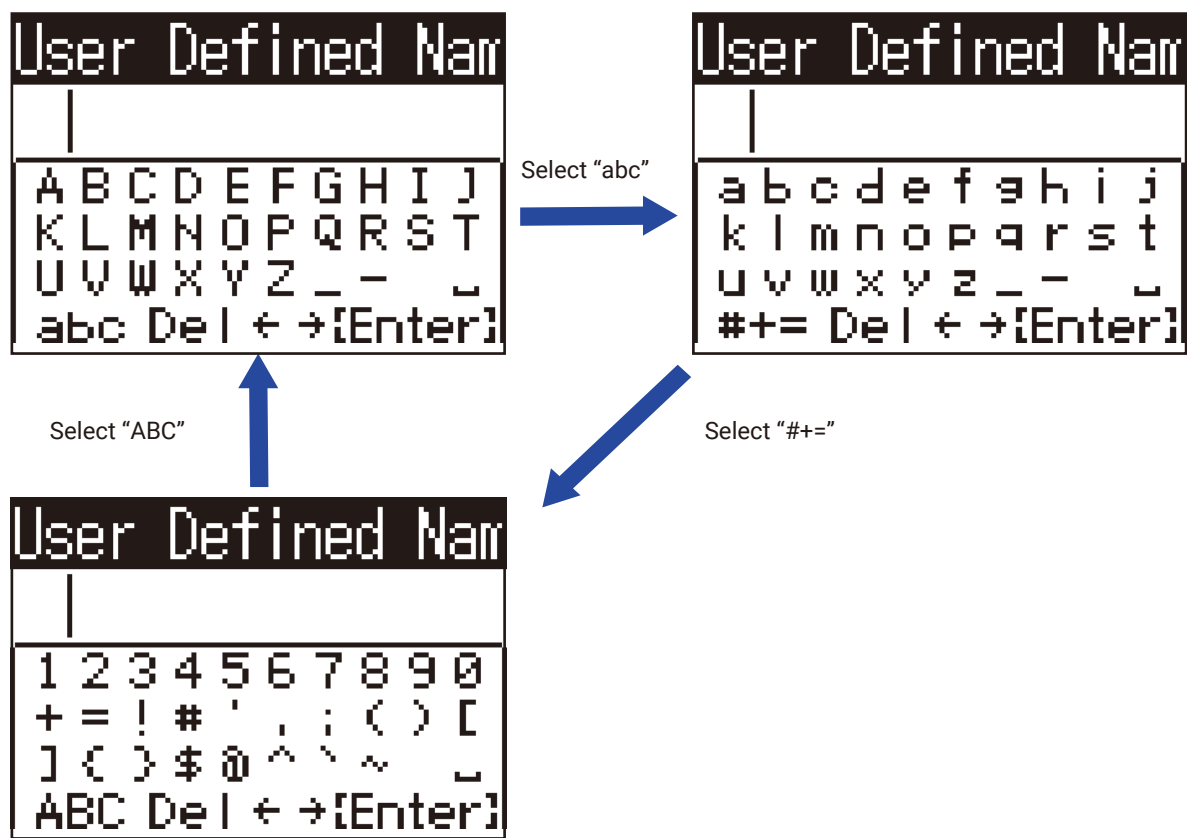 User Defined Nam
A B C D E F G H I J
K L M N O P Q R S T
U V W X Y Z _ - ␣
abc Del ← → [Enter]
Select “abc”
User Defined Nam
a b c d e f g h i j
k l m n o p q r s t
u v w x y z _ - ␣
#+= Del ← → [Enter]
Select “#+=”
Select “ABC”
User Defined Nam
1 2 3 4 5 6 7 8 9 0
+ = ! # ' , ; ( ) [
] { } $ @ ^ ` ~ ␣
ABC Del ← → [Enter]